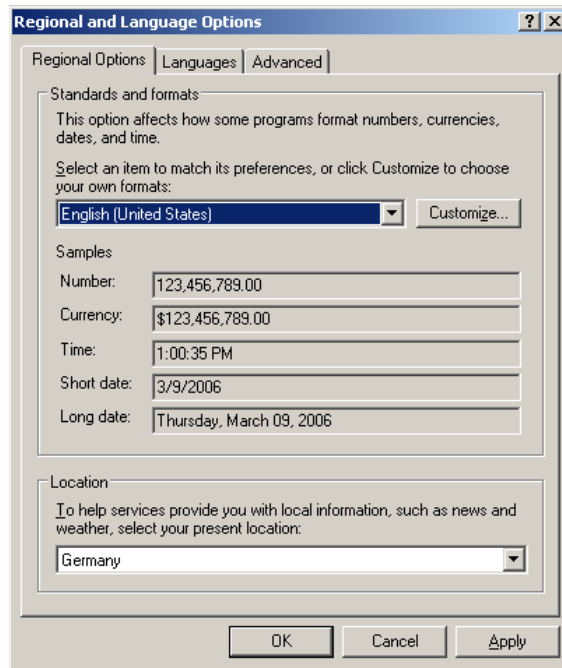 Regional and Language Options
Regional Options Languages Advanced
Standards and formats
This option affects how some programs format numbers, currencies,
dates, and time.
Select an item to match its preferences, or click Customize to choose
your own formats:
English (United States) Customize...
Samples
Number: 123,456,789.00
Currency: $123,456,789.00
Time: 1:00:35 PM
Short date: 3/9/2006
Long date: Thursday, March 09, 2006
Location
To help services provide you with local information, such as news and
weather, select your present location:
Germany
OK Cancel Apply